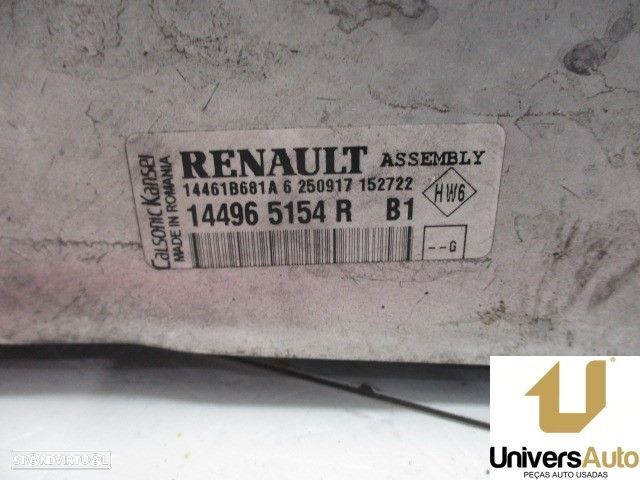 Calsonic Kansei
MADE IN ROMANIA
RENAULT ASSEMBLY
14461B681A 6 250917 152722
14496 5154 R B1
HW6
--G
STANDVIRTUAL
UniversAuto
PEÇAS AUTO USADAS